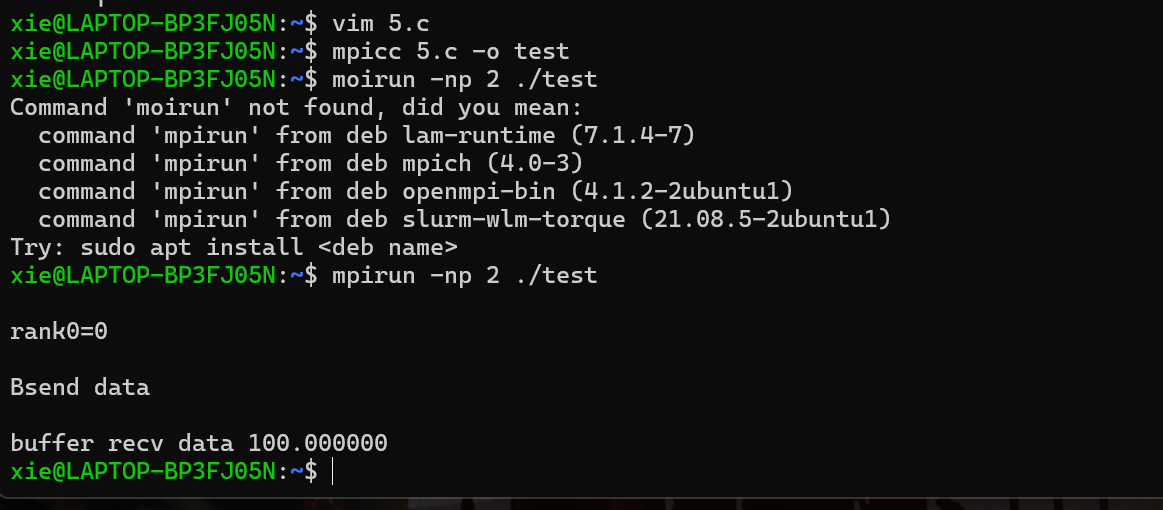 xie@LAPTOP-BP3FJ05N:~$ vim 5.c
xie@LAPTOP-BP3FJ05N:~$ mpicc 5.c -o test
xie@LAPTOP-BP3FJ05N:~$ moirun -np 2 ./test
Command 'moirun' not found, did you mean:
  command 'mpirun' from deb lam-runtime (7.1.4-7)
  command 'mpirun' from deb mpich (4.0-3)
  command 'mpirun' from deb openmpi-bin (4.1.2-2ubuntu1)
  command 'mpirun' from deb slurm-wlm-torque (21.08.5-2ubuntu1)
Try: sudo apt install <deb name>
xie@LAPTOP-BP3FJ05N:~$ mpirun -np 2 ./test
rank0=0
Bsend data
buffer recv data 100.000000
xie@LAPTOP-BP3FJ05N:~$